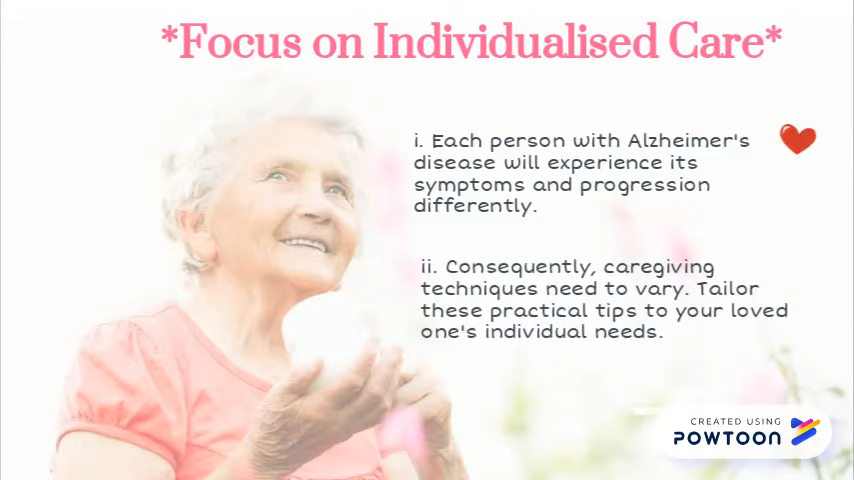 *Focus on Individualised Care*
i. Each person with Alzheimer's
disease will experience its
symptoms and progression
differently.
ii. Consequently, caregiving
techniques need to vary. Tailor
these practical tips to your loved
one's individual needs.
CREATED USING
POWTOON